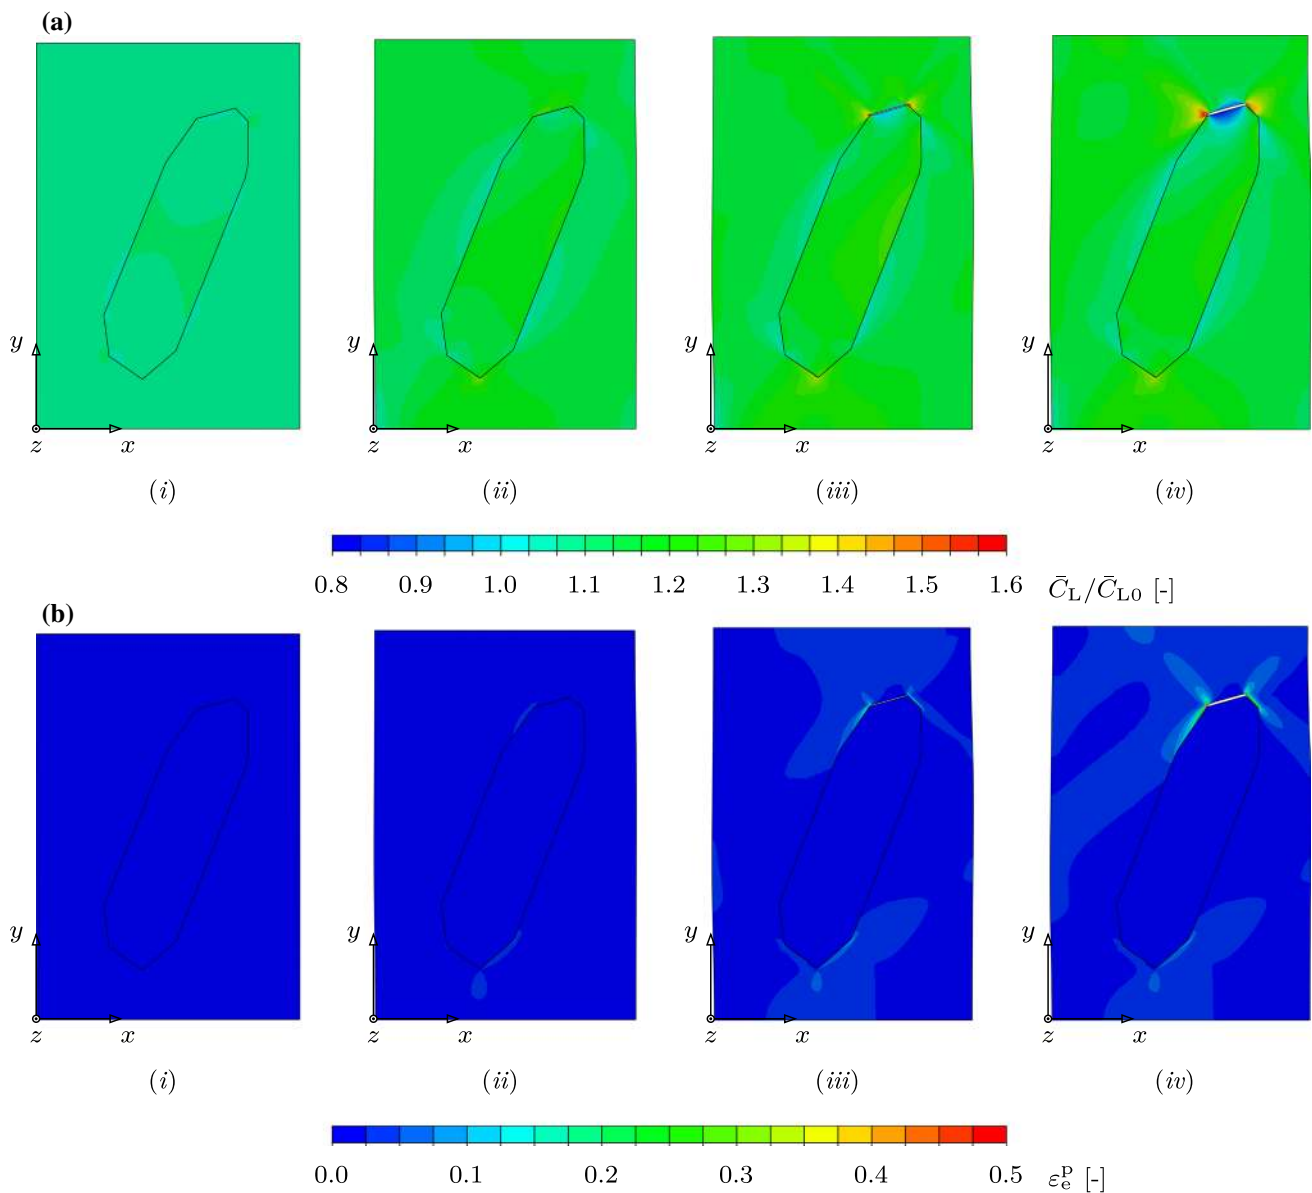 (a)
y y y y
z x z x z x z x
(i) (ii) (iii) (iv)
0.8 0.9 1.0 1.1 1.2 1.3 1.4 1.5 1.6 C̄L/C̄L0 [-]
(b)
y y y y
z x z x z x z x
(i) (ii) (iii) (iv)
0.0 0.1 0.2 0.3 0.4 0.5 εₑᵖ [-]